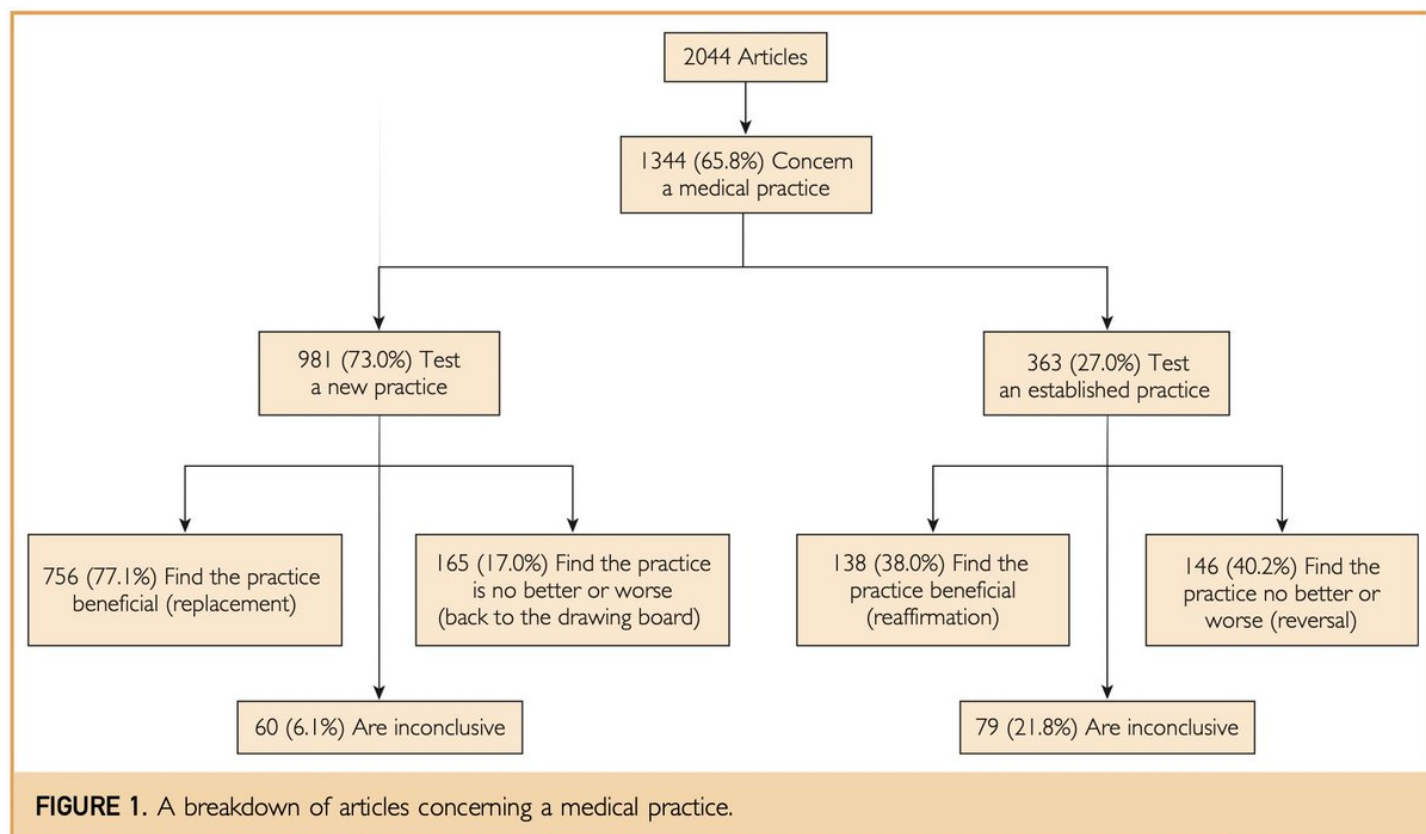 2044 Articles
1344 (65.8%) Concern
a medical practice
981 (73.0%) Test
a new practice
363 (27.0%) Test
an established practice
756 (77.1%) Find the practice
beneficial (replacement)
165 (17.0%) Find the practice
is no better or worse
(back to the drawing board)
138 (38.0%) Find the
practice beneficial
(reaffirmation)
146 (40.2%) Find the
practice no better or
worse (reversal)
60 (6.1%) Are inconclusive
79 (21.8%) Are inconclusive
FIGURE 1. A breakdown of articles concerning a medical practice.